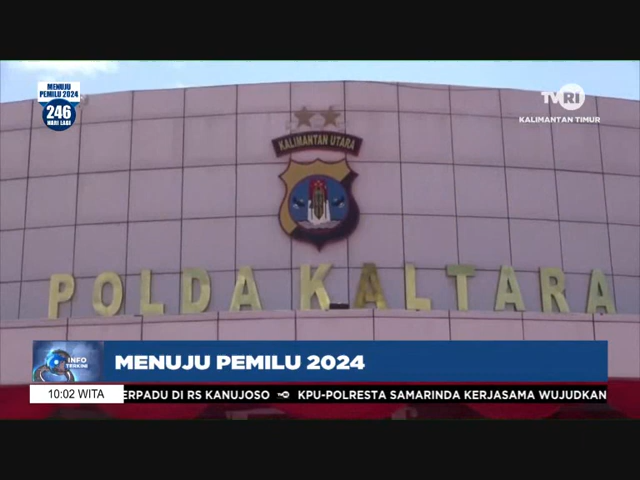 MENUJU
PEMILU 2024
246
HARI LAGI
TVRI
KALIMANTAN TIMUR
KALIMANTAN UTARA
POLDA KALTARA
INFO
TERKINI
MENUJU PEMILU 2024
10:02 WITA
ERPADU DI RS KANUJOSO
KPU-POLRESTA SAMARINDA KERJASAMA WUJUDKAN